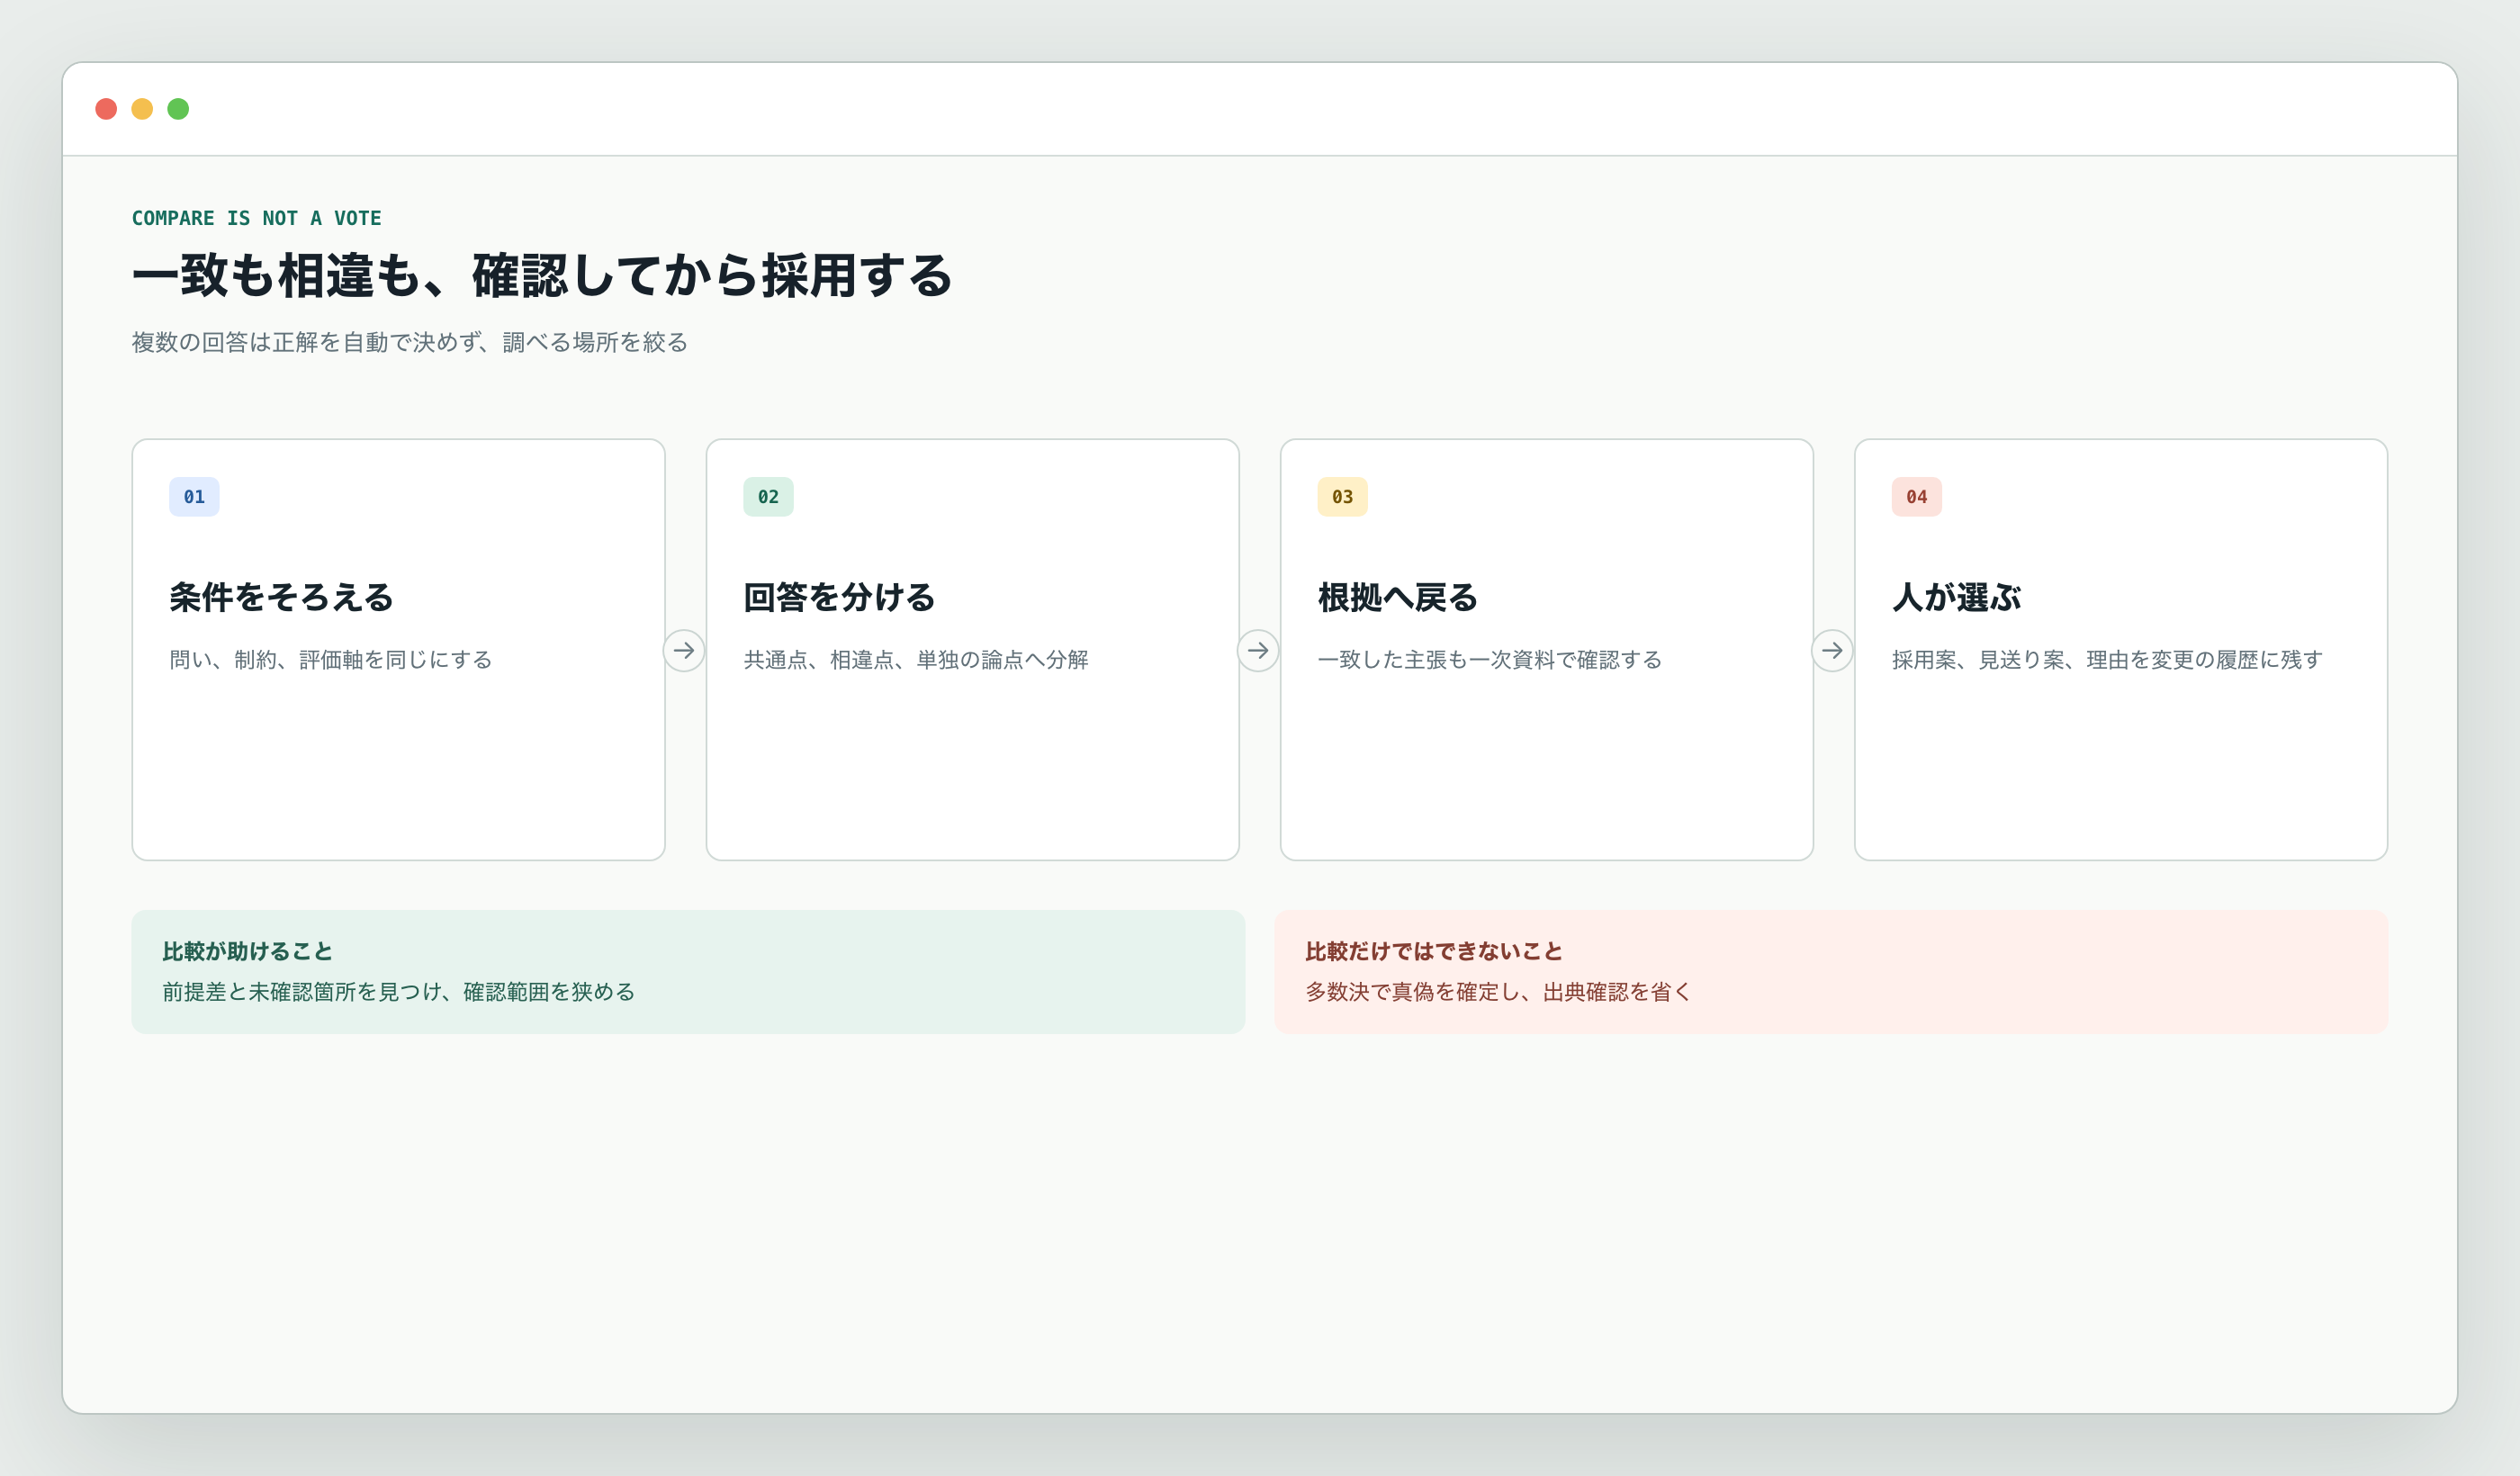 COMPARE IS NOT A VOTE
一致も相違も、確認してから採用する
複数の回答は正解を自動で決めず、調べる場所を絞る
01
条件をそろえる
問い、制約、評価軸を同じにする
02
回答を分ける
共通点、相違点、単独の論点へ分解
03
根拠へ戻る
一致した主張も一次資料で確認する
04
人が選ぶ
採用案、見送り案、理由を変更の履歴に残す
比較が助けること
前提差と未確認箇所を見つけ、確認範囲を狭める
比較だけではできないこと
多数決で真偽を確定し、出典確認を省く